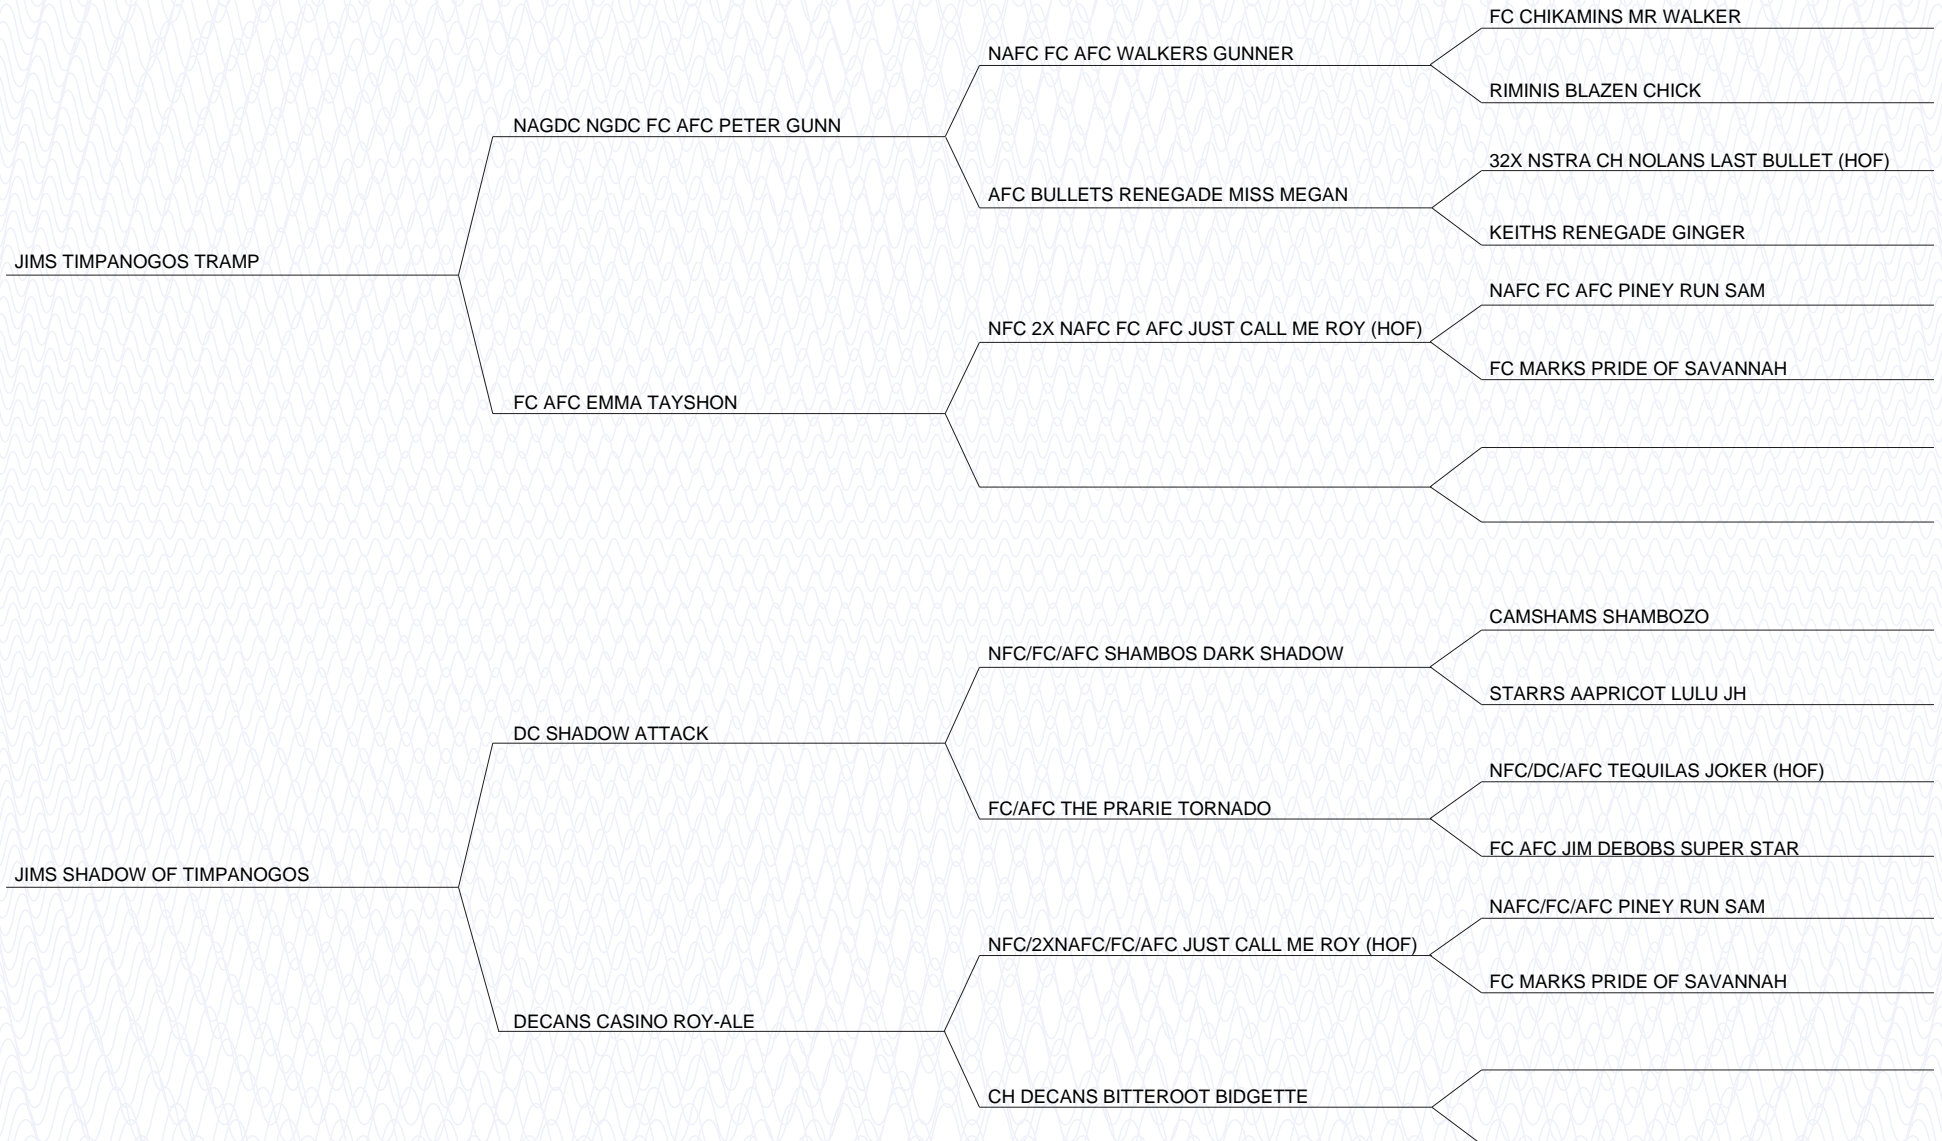 FC CHIKAMINS MR WALKER
NAFC FC AFC WALKERS GUNNER
RIMINIS BLAZEN CHICK
NAGDC NGDC FC AFC PETER GUNN
32X NSTRA CH NOLANS LAST BULLET (HOF)
AFC BULLETS RENEGADE MISS MEGAN
KEITHS RENEGADE GINGER
JIMS TIMPANOGOS TRAMP
NAFC FC AFC PINEY RUN SAM
NFC 2X NAFC FC AFC JUST CALL ME ROY (HOF)
FC MARKS PRIDE OF SAVANNAH
FC AFC EMMA TAYSHON
CAMSHAMS SHAMBOZO
NFC/FC/AFC SHAMBOS DARK SHADOW
STARRS AAPRICOT LULU JH
DC SHADOW ATTACK
NFC/DC/AFC TEQUILAS JOKER (HOF)
FC/AFC THE PRARIE TORNADO
FC AFC JIM DEBOBS SUPER STAR
JIMS SHADOW OF TIMPANOGOS
NAFC/FC/AFC PINEY RUN SAM
NFC/2XNAFC/FC/AFC JUST CALL ME ROY (HOF)
FC MARKS PRIDE OF SAVANNAH
DECANS CASINO ROY-ALE
CH DECANS BITTEROOT BIDGETTE